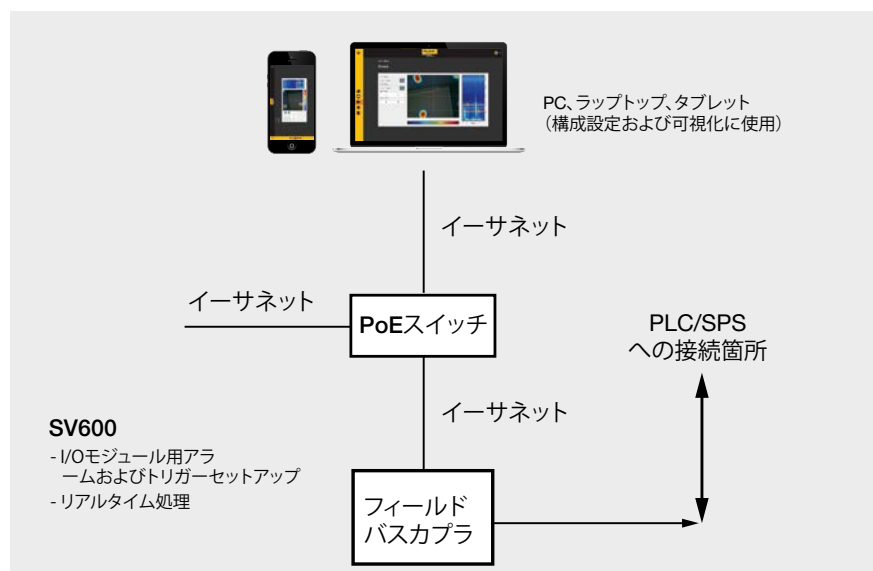 PC、ラップトップ、タブレット
（構成設定および可視化に使用）
イーサネット
イーサネット
PoEスイッチ
PLC/SPS
への接続箇所
イーサネット
SV600
- I/Oモジュール用アラ
ームおよびトリガーセットアップ
- リアルタイム処理
フィールド
バスカプラ